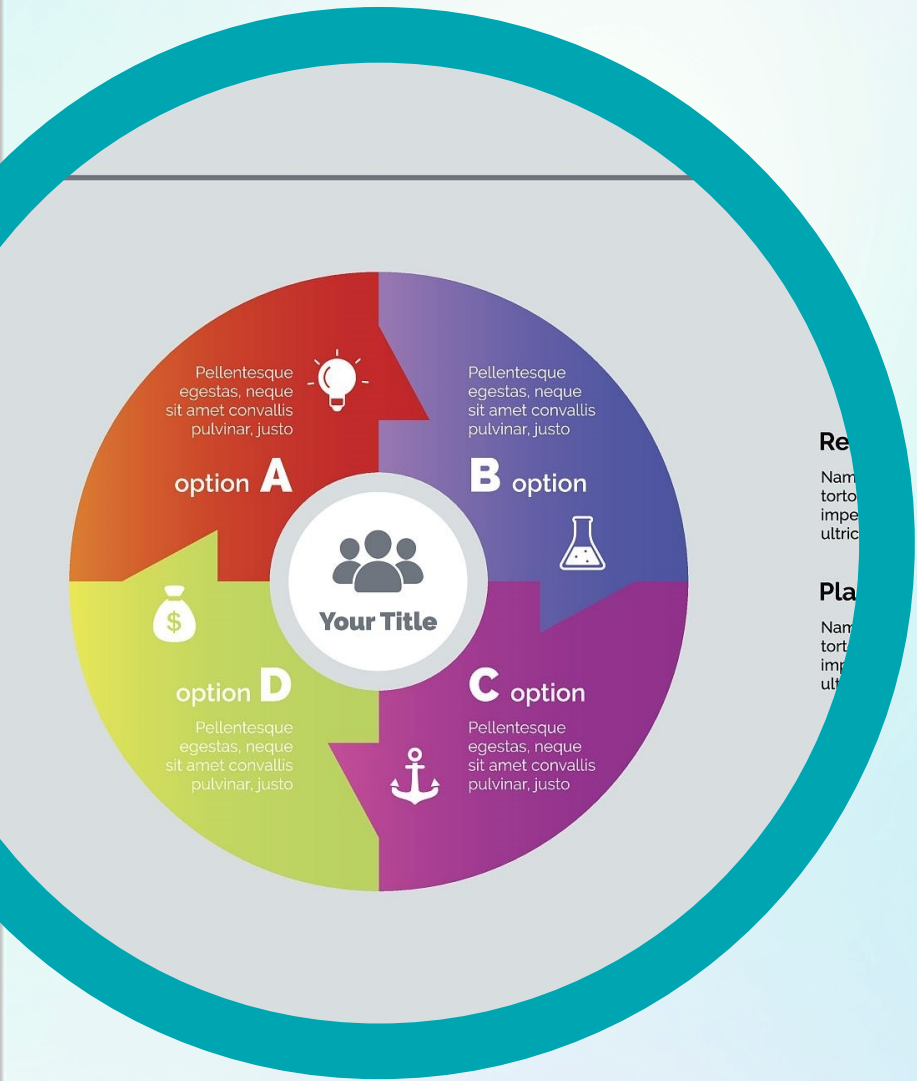 Pellentesque
egestas, neque
sit amet convallis
pulvinar, justo
option A
Pellentesque
egestas, neque
sit amet convallis
pulvinar, justo
B option
$
Your Title
option D
Pellentesque
egestas, neque
sit amet convallis
pulvinar, justo
C option
Pellentesque
egestas, neque
sit amet convallis
pulvinar, justo
Nam
Nam